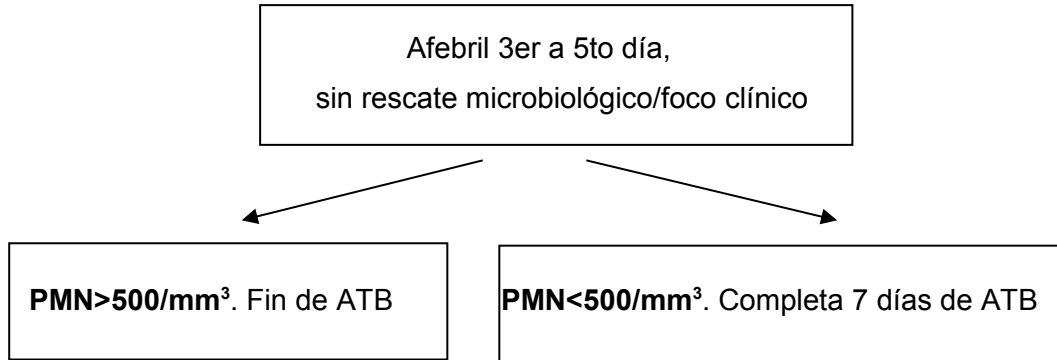 Afebril 3er a 5to día,
sin rescate microbiológico/foco clínico
PMN>500/mm³. Fin de ATB
PMN<500/mm³. Completa 7 días de ATB